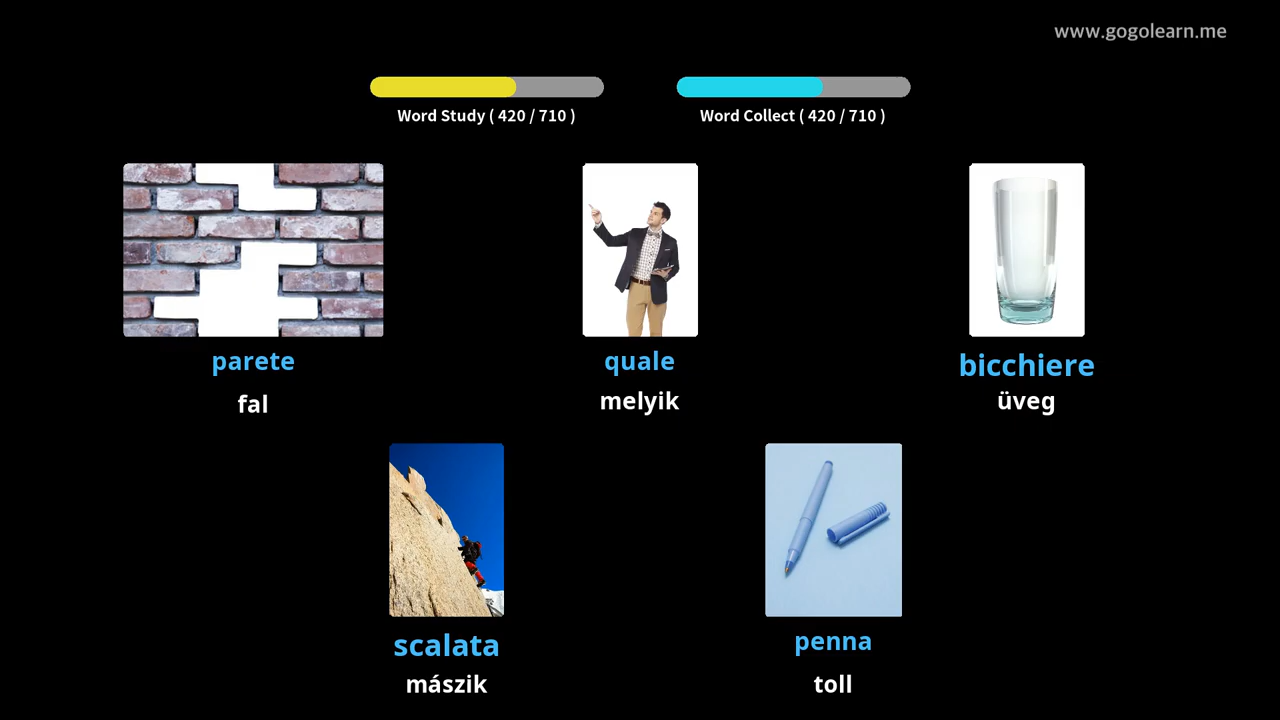 www.gogolearn.me
Word Study ( 420 / 710 )
Word Collect ( 420 / 710 )
parete
fal
quale
melyik
bicchiere
üveg
scalata
mászik
penna
toll